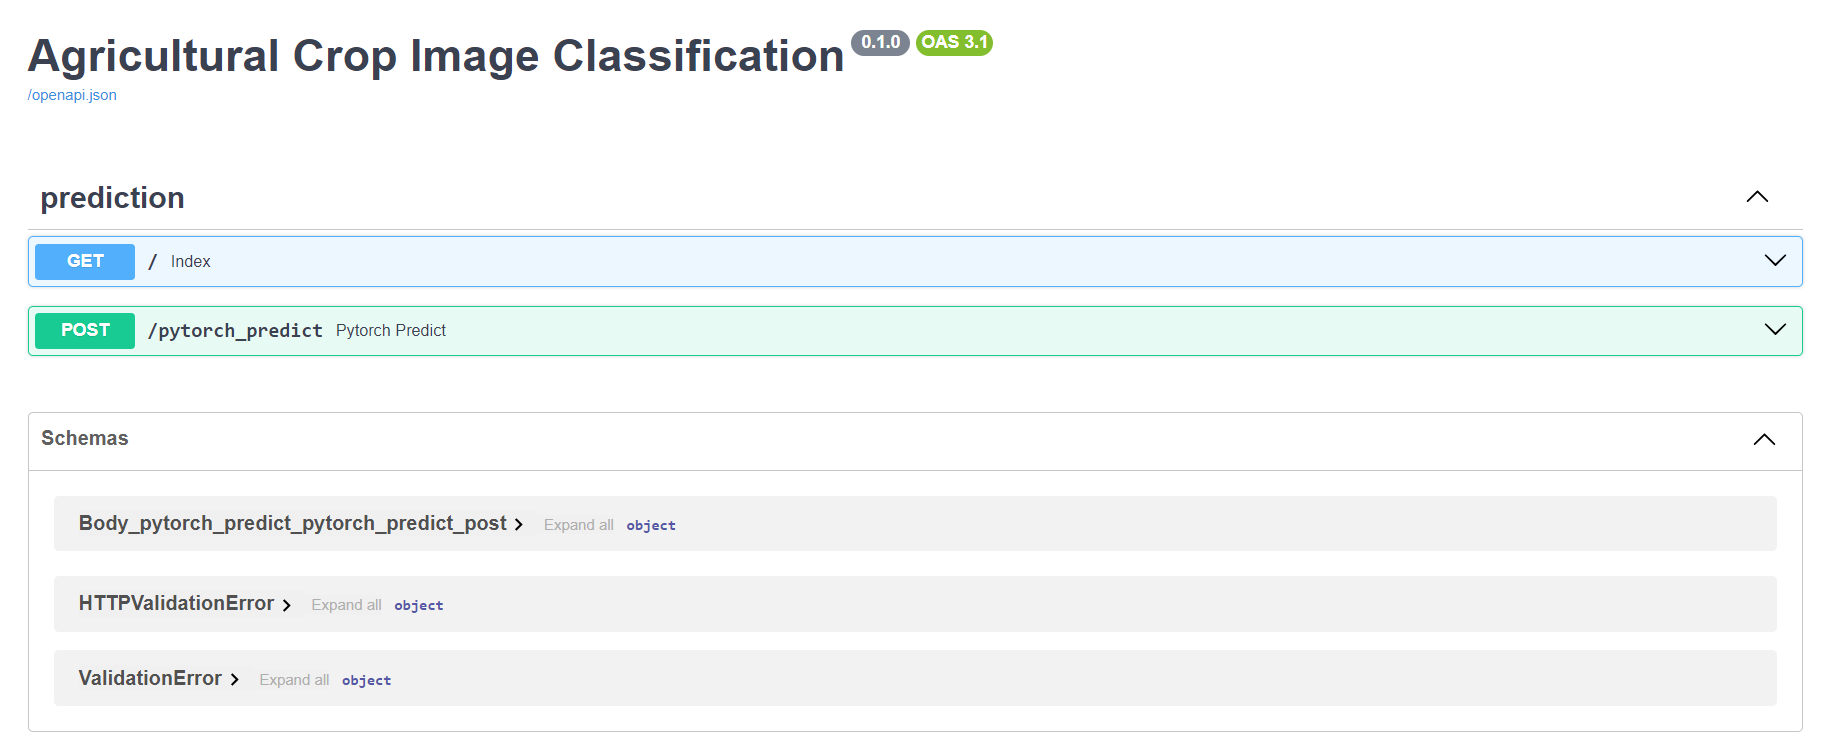 Agricultural Crop Image Classification 0.1.0 OAS 3.1
/openapi.json
prediction
GET / Index
POST /pytorch_predict Pytorch Predict
Schemas
Body_pytorch_predict_pytorch_predict_post Expand all object
HTTPValidationError Expand all object
ValidationError Expand all object